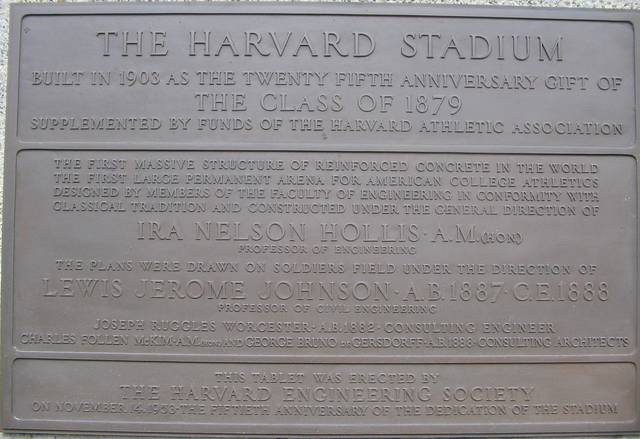 THE HARVARD STADIUM
BUILT IN 1903 AS THE TWENTY FIFTH ANNIVERSARY GIFT OF
THE CLASS OF 1879
SUPPLEMENTED BY FUNDS OF THE HARVARD ATHLETIC ASSOCIATION
THE FIRST MASSIVE STRUCTURE OF REINFORCED CONCRETE IN THE WORLD
THE FIRST LARGE PERMANENT ARENA FOR AMERICAN COLLEGE ATHLETICS
DESIGNED BY MEMBERS OF THE FACULTY OF ENGINEERING IN CONFORMITY WITH
CLASSICAL TRADITION AND CONSTRUCTED UNDER THE GENERAL DIRECTION OF
IRA NELSON HOLLIS · A.M. (HON)
PROFESSOR OF ENGINEERING
THE PLANS WERE DRAWN ON SOLDIERS FIELD UNDER THE DIRECTION OF
LEWIS JEROME JOHNSON · A.B. 1887 · C.E. 1888
PROFESSOR OF CIVIL ENGINEERING
JOSEPH RUGGLES WORCESTER · A.B. 1882 · CONSULTING ENGINEER
CHARLES FOLLEN McKIM · A.M. (HON) AND GEORGE BRUNO DE GERSDORFF · A.B. 1888 · CONSULTING ARCHITECTS
THIS TABLET WAS ERECTED BY
THE HARVARD ENGINEERING SOCIETY
ON NOVEMBER 14, 1953 · THE FIFTIETH ANNIVERSARY OF THE DEDICATION OF THE STADIUM